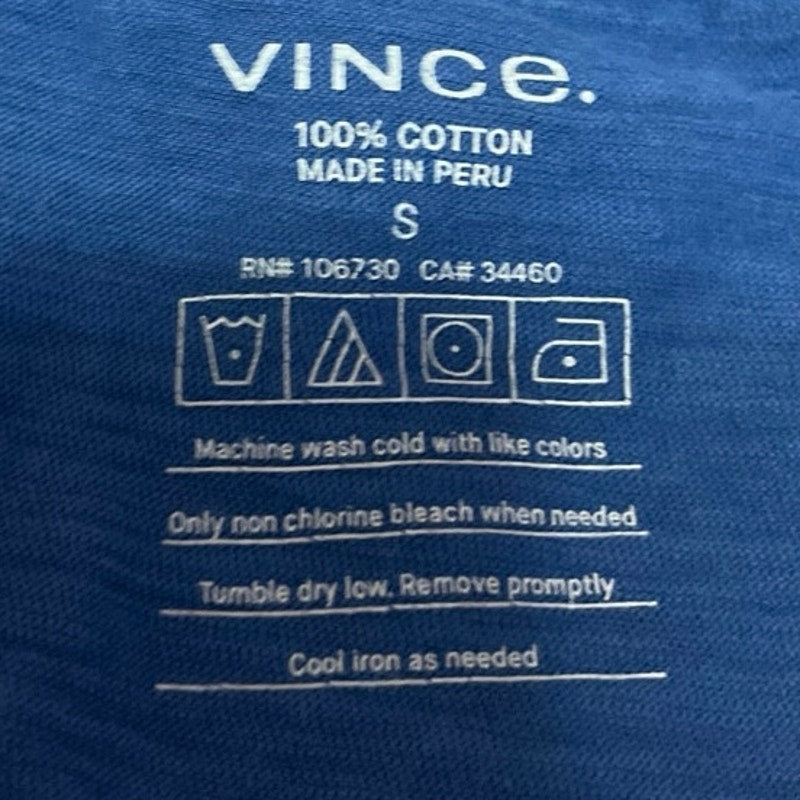 VINCe.
100% COTTON
MADE IN PERU
S
RN# 106730 CA# 34460
Machine wash cold with like colors
Only non chlorine bleach when needed
Tumble dry low. Remove promptly
Cool iron as needed